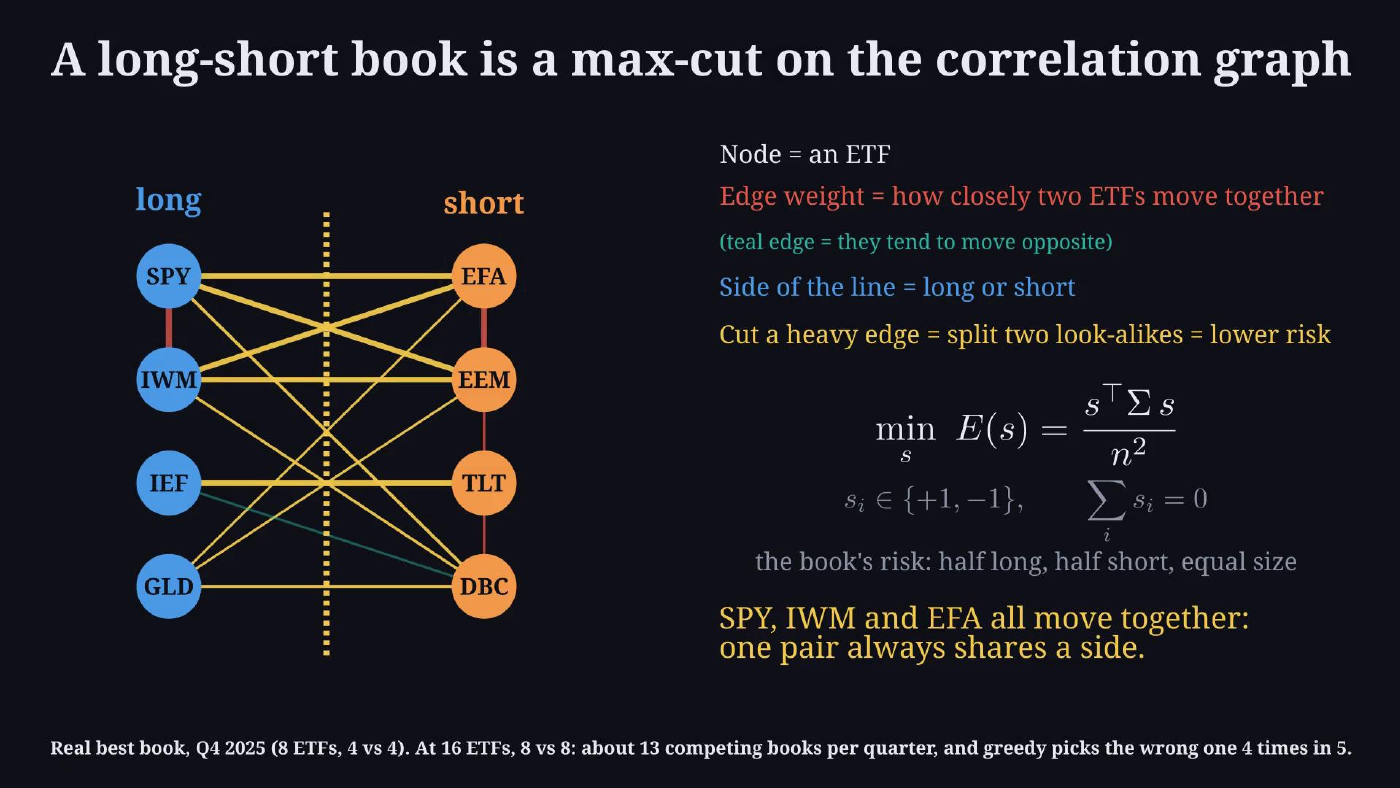 A long-short book is a max-cut on the correlation graph
long
short
SPY
EFA
IWM
EEM
IEF
TLT
GLD
DBC
Node = an ETF
Edge weight = how closely two ETFs move together
(teal edge = they tend to move opposite)
Side of the line = long or short
Cut a heavy edge = split two look-alikes = lower risk
min_s E(s) = s^⊤ Σ s / n²
s_i ∈ {+1, −1}, ∑_i s_i = 0
the book's risk: half long, half short, equal size
SPY, IWM and EFA all move together:
one pair always shares a side.
Real best book, Q4 2025 (8 ETFs, 4 vs 4). At 16 ETFs, 8 vs 8: about 13 competing books per quarter, and greedy picks the wrong one 4 times in 5.